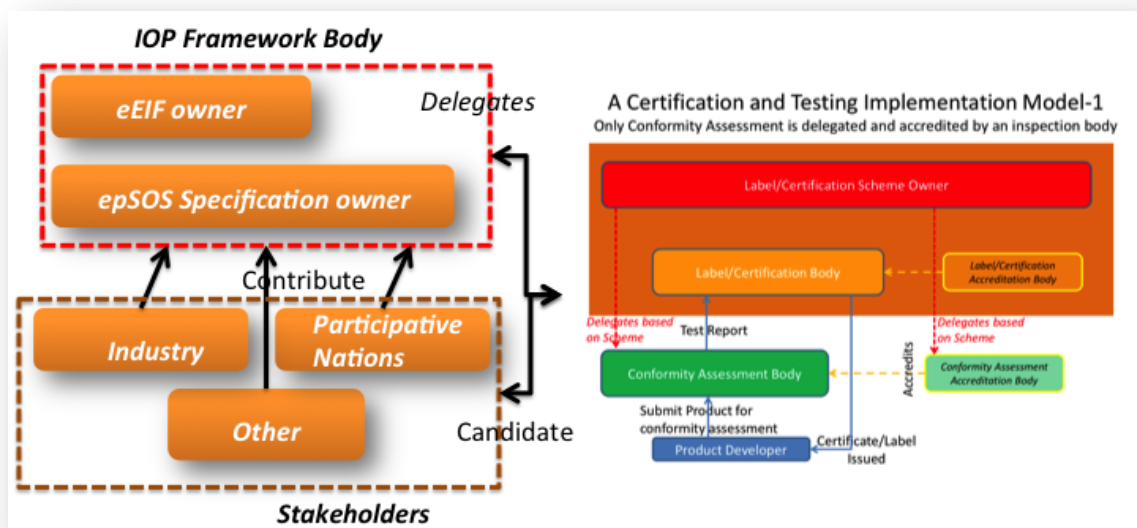 IOP Framework Body
eEIF owner
Delegates
epSOS Specification owner
Contribute
Industry
Participative
Nations
Other
Candidate
Stakeholders
A Certification and Testing Implementation Model-1
Only Conformity Assessment is delegated and accredited by an inspection body
Label/Certification Scheme Owner
Label/Certification Body
Label/Certification
Accreditation Body
Delegates based
on Scheme
Test Report
Delegates based
on Scheme
Conformity Assessment Body
Accredits
Conformity Assessment
Accreditation Body
Submit Product for
conformity assessment
Product Developer
Certificate/Label
Issued